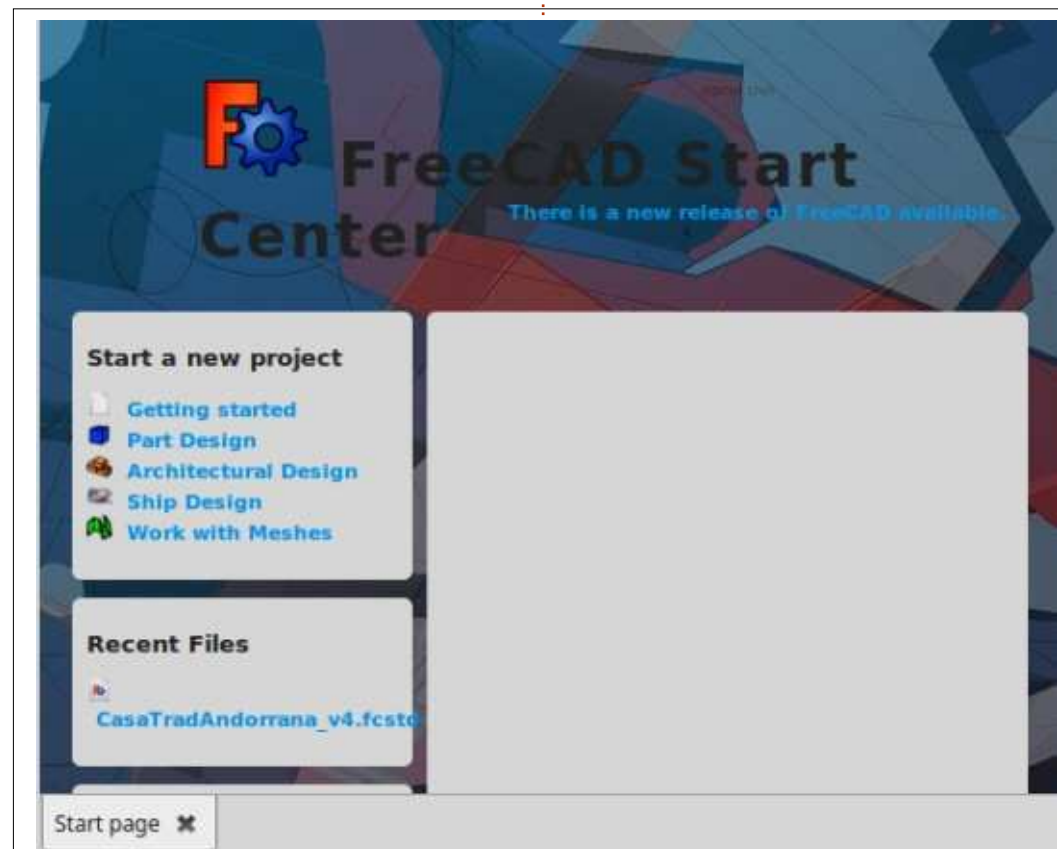 FreeCAD Start
Center
There is a new release of FreeCAD available.
Start a new project
Getting started
Part Design
Architectural Design
Ship Design
Work with Meshes
Recent Files
CasaTradAndorrana_v4.fcstd
Start page